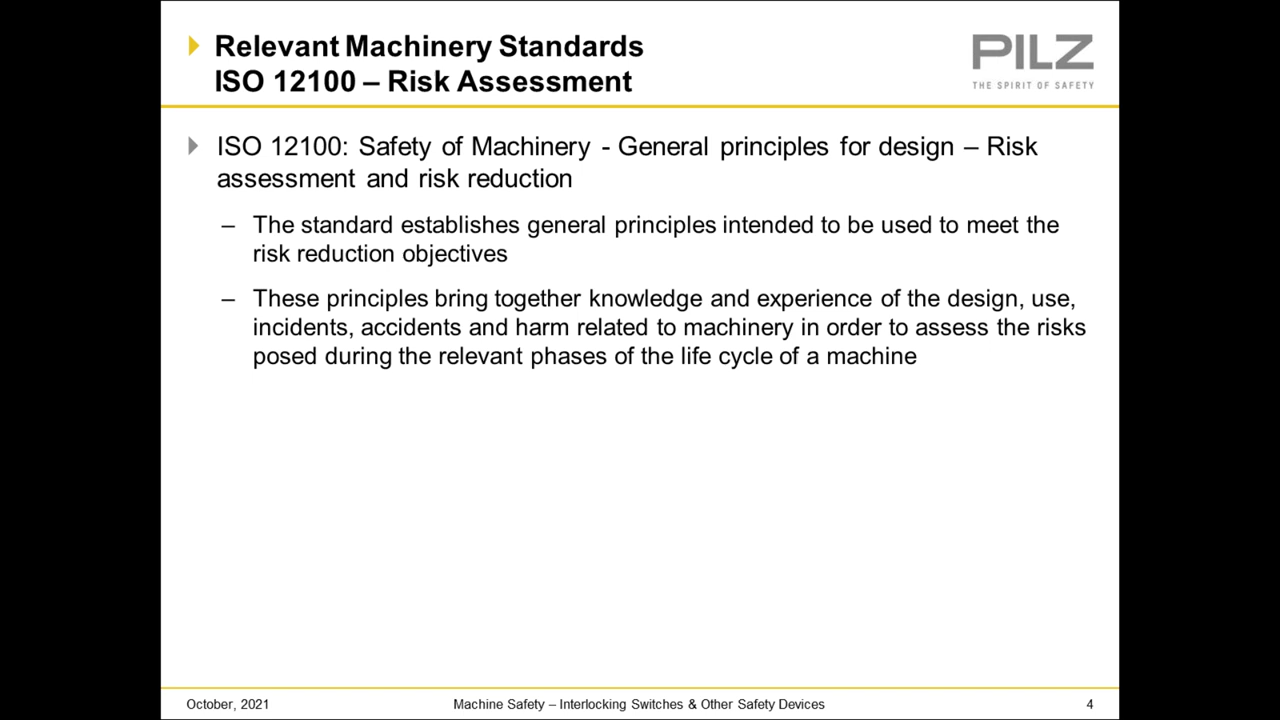 Relevant Machinery Standards
ISO 12100 – Risk Assessment
PILZ
THE SPIRIT OF SAFETY
ISO 12100: Safety of Machinery - General principles for design – Risk
assessment and risk reduction
– The standard establishes general principles intended to be used to meet the
risk reduction objectives
– These principles bring together knowledge and experience of the design, use,
incidents, accidents and harm related to machinery in order to assess the risks
posed during the relevant phases of the life cycle of a machine
October, 2021
Machine Safety – Interlocking Switches & Other Safety Devices
4